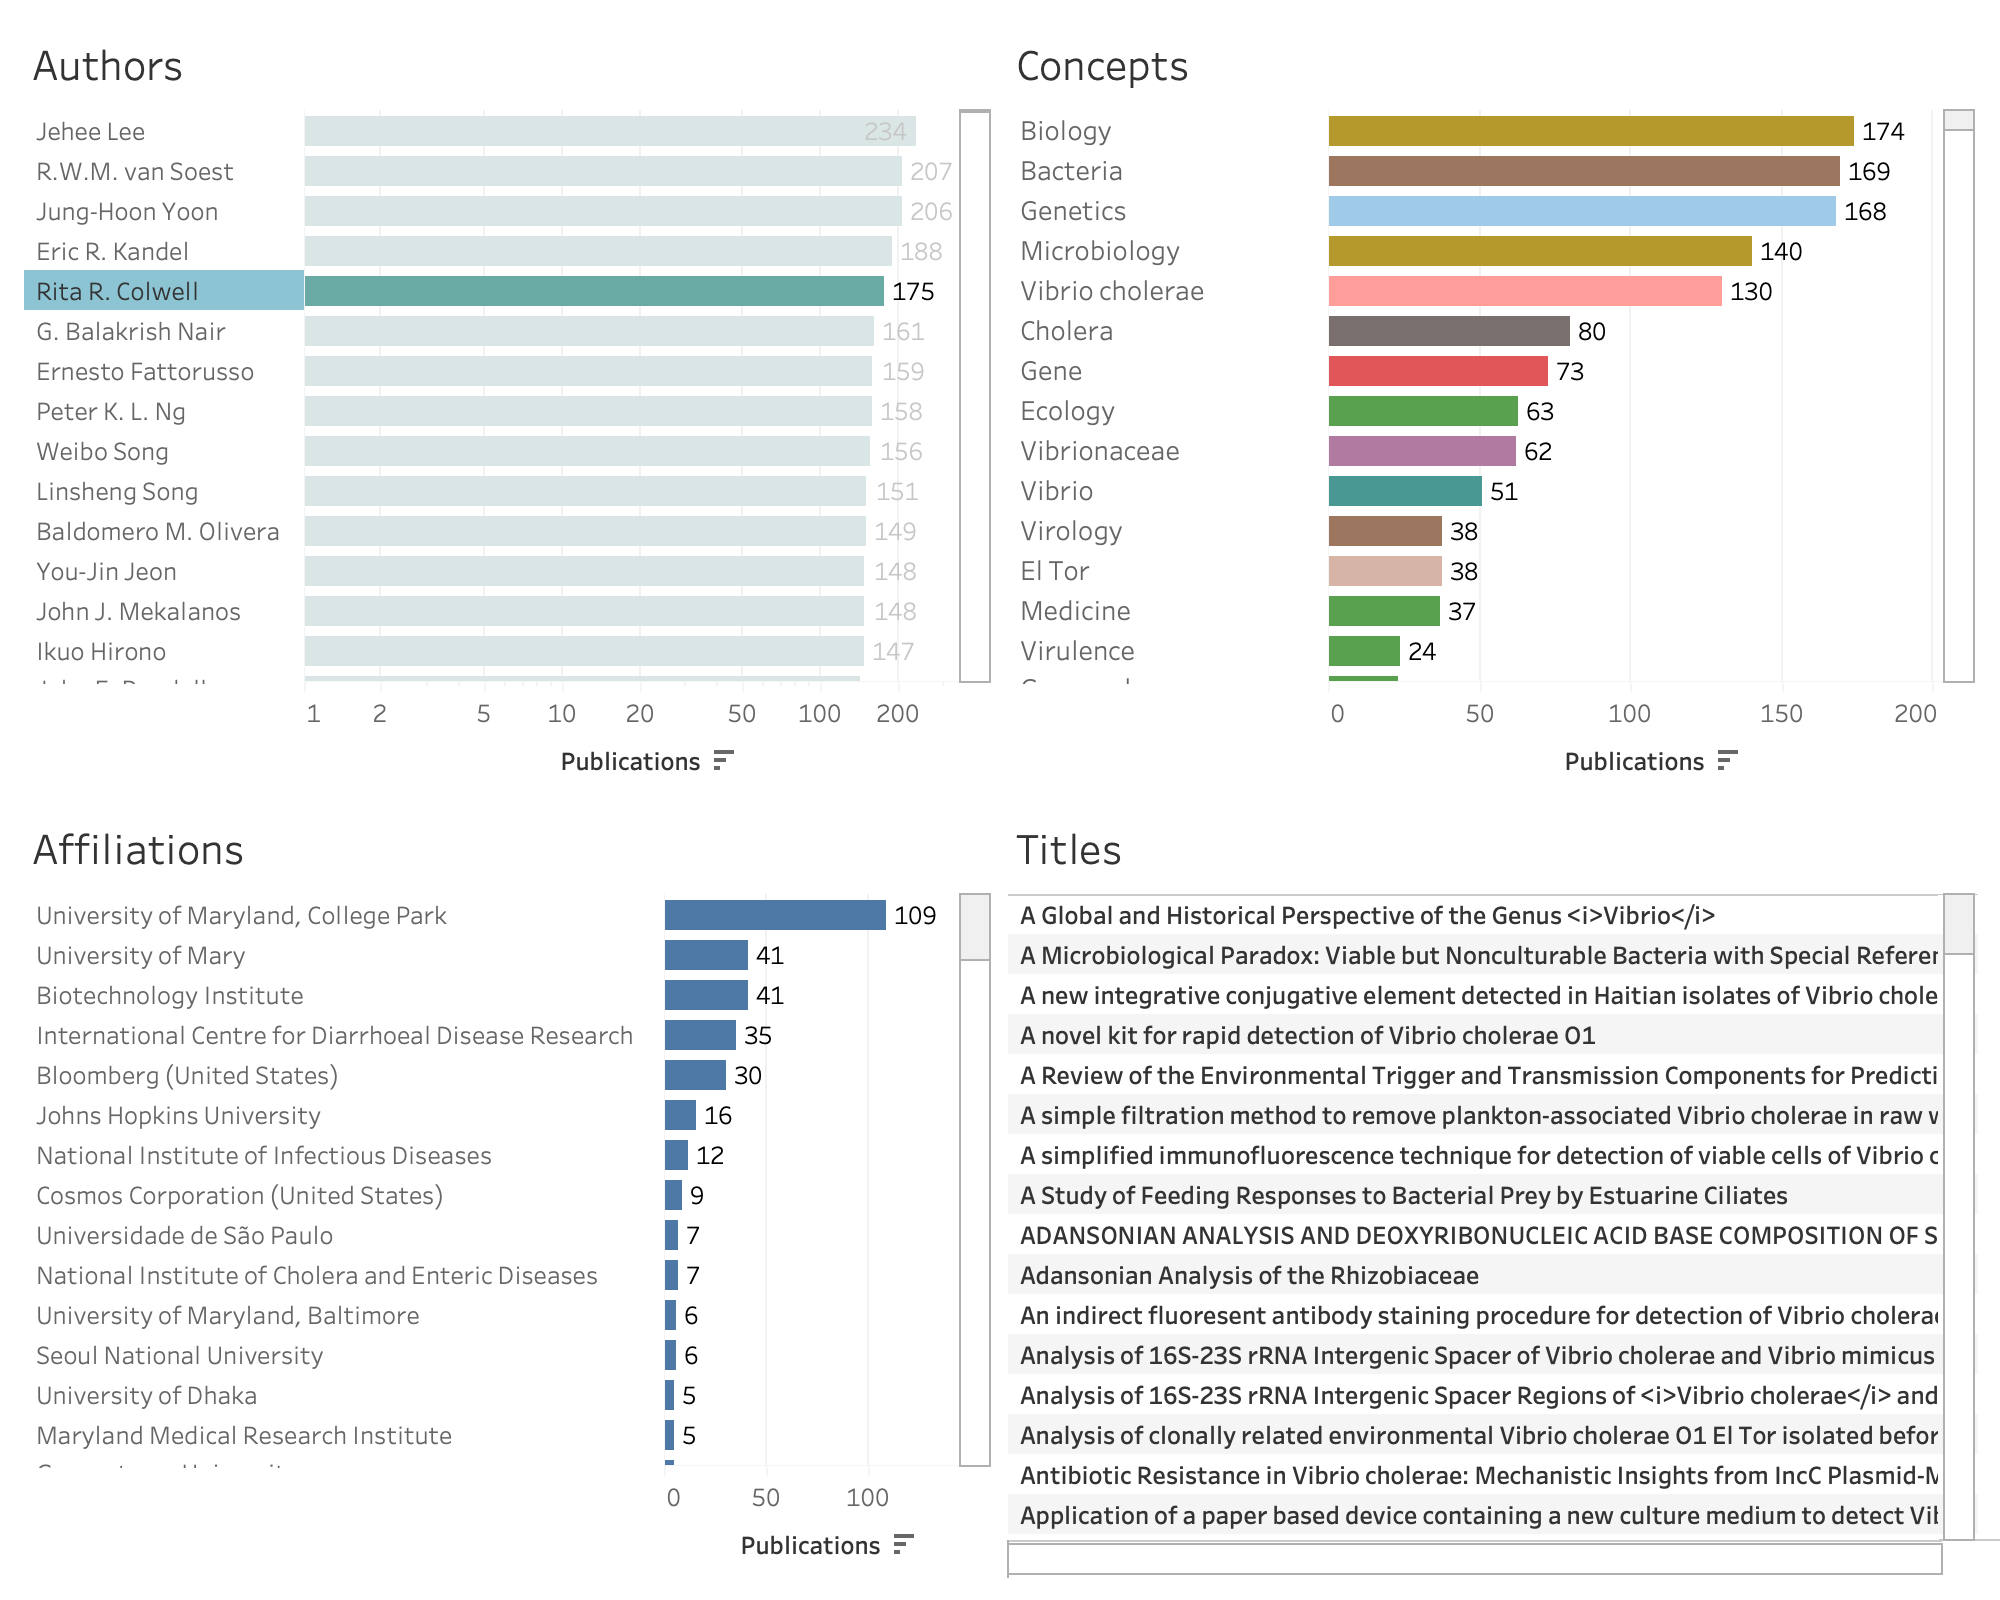 Authors
Jehee Lee 234
R.W.M. van Soest 207
Jung-Hoon Yoon 206
Eric R. Kandel 188
Rita R. Colwell 175
G. Balakrish Nair 161
Ernesto Fattorusso 159
Peter K. L. Ng 158
Weibo Song 156
Linsheng Song 151
Baldomero M. Olivera 149
You-Jin Jeon 148
John J. Mekalanos 148
Ikuo Hirono 147
1 2 5 10 20 50 100 200
Publications
Concepts
Biology 174
Bacteria 169
Genetics 168
Microbiology 140
Vibrio cholerae 130
Cholera 80
Gene 73
Ecology 63
Vibrionaceae 62
Vibrio 51
Virology 38
El Tor 38
Medicine 37
Virulence 24
0 50 100 150 200
Publications
Affiliations
University of Maryland, College Park 109
University of Mary 41
Biotechnology Institute 41
International Centre for Diarrhoeal Disease Research 35
Bloomberg (United States) 30
Johns Hopkins University 16
National Institute of Infectious Diseases 12
Cosmos Corporation (United States) 9
Universidade de São Paulo 7
National Institute of Cholera and Enteric Diseases 7
University of Maryland, Baltimore 6
Seoul National University 6
University of Dhaka 5
Maryland Medical Research Institute 5
0 50 100
Publications
Titles
A Global and Historical Perspective of the Genus <i>Vibrio</i>
A Microbiological Paradox: Viable but Nonculturable Bacteria with Special Referen
A new integrative conjugative element detected in Haitian isolates of Vibrio chole
A novel kit for rapid detection of Vibrio cholerae O1
A Review of the Environmental Trigger and Transmission Components for Predicti
A simple filtration method to remove plankton-associated Vibrio cholerae in raw
A simplified immunofluorescence technique for detection of viable cells of Vibrio
A Study of Feeding Responses to Bacterial Prey by Estuarine Ciliates
ADANSONIAN ANALYSIS AND DEOXYRIBONUCLEIC ACID BASE COMPOSITION OF S
Adansonian Analysis of the Rhizobiaceae
An indirect fluoresent antibody staining procedure for detection of Vibrio cholerae
Analysis of 16S-23S rRNA Intergenic Spacer of Vibrio cholerae and Vibrio mimicus
Analysis of 16S-23S rRNA Intergenic Spacer Regions of <i>Vibrio cholerae</i> and
Analysis of clonally related environmental Vibrio cholerae O1 El Tor isolated befor
Antibiotic Resistance in Vibrio cholerae: Mechanistic Insights from IncC Plasmid-M
Application of a paper based device containing a new culture medium to detect Vib